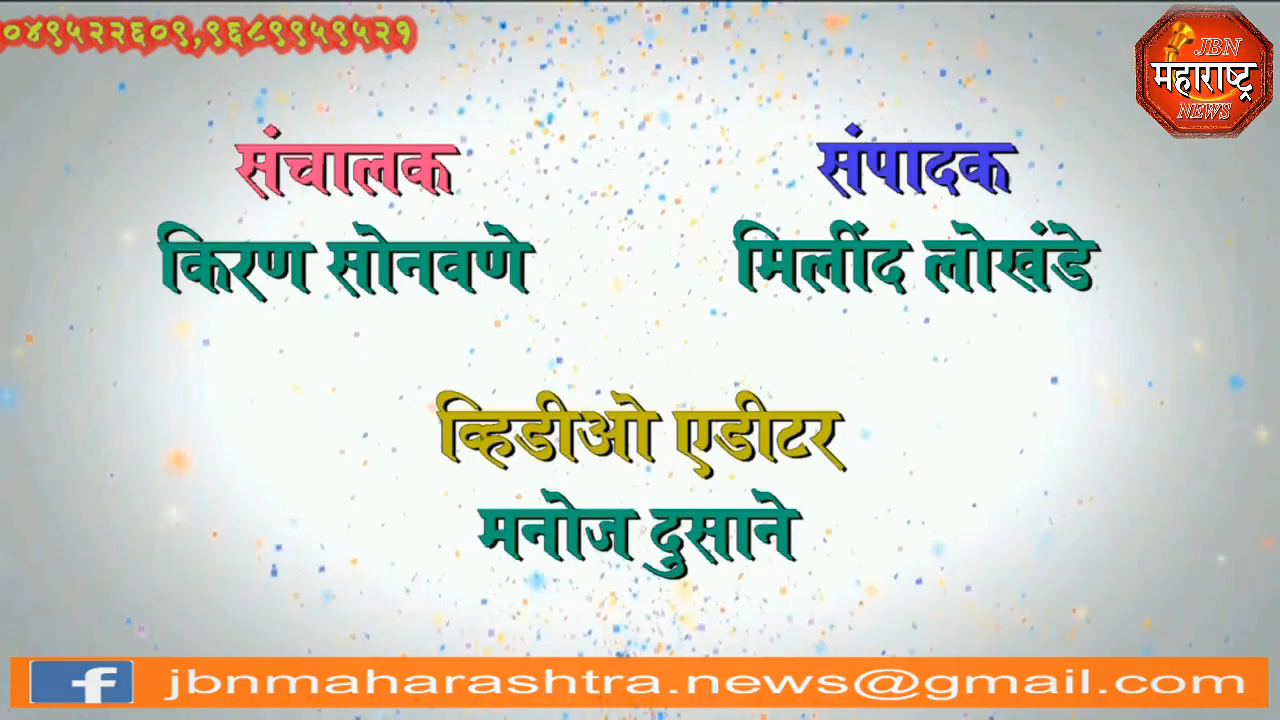 ०४९५२२६०९,९६८९९५९५२१
JBN
महाराष्ट्र
NEWS
संचालक
किरण सोनवणे
संपादक
मिलींद लोखंडे
व्हिडीओ एडीटर
मनोज दुसाने
f jbnmaharashtra.news@gmail.com